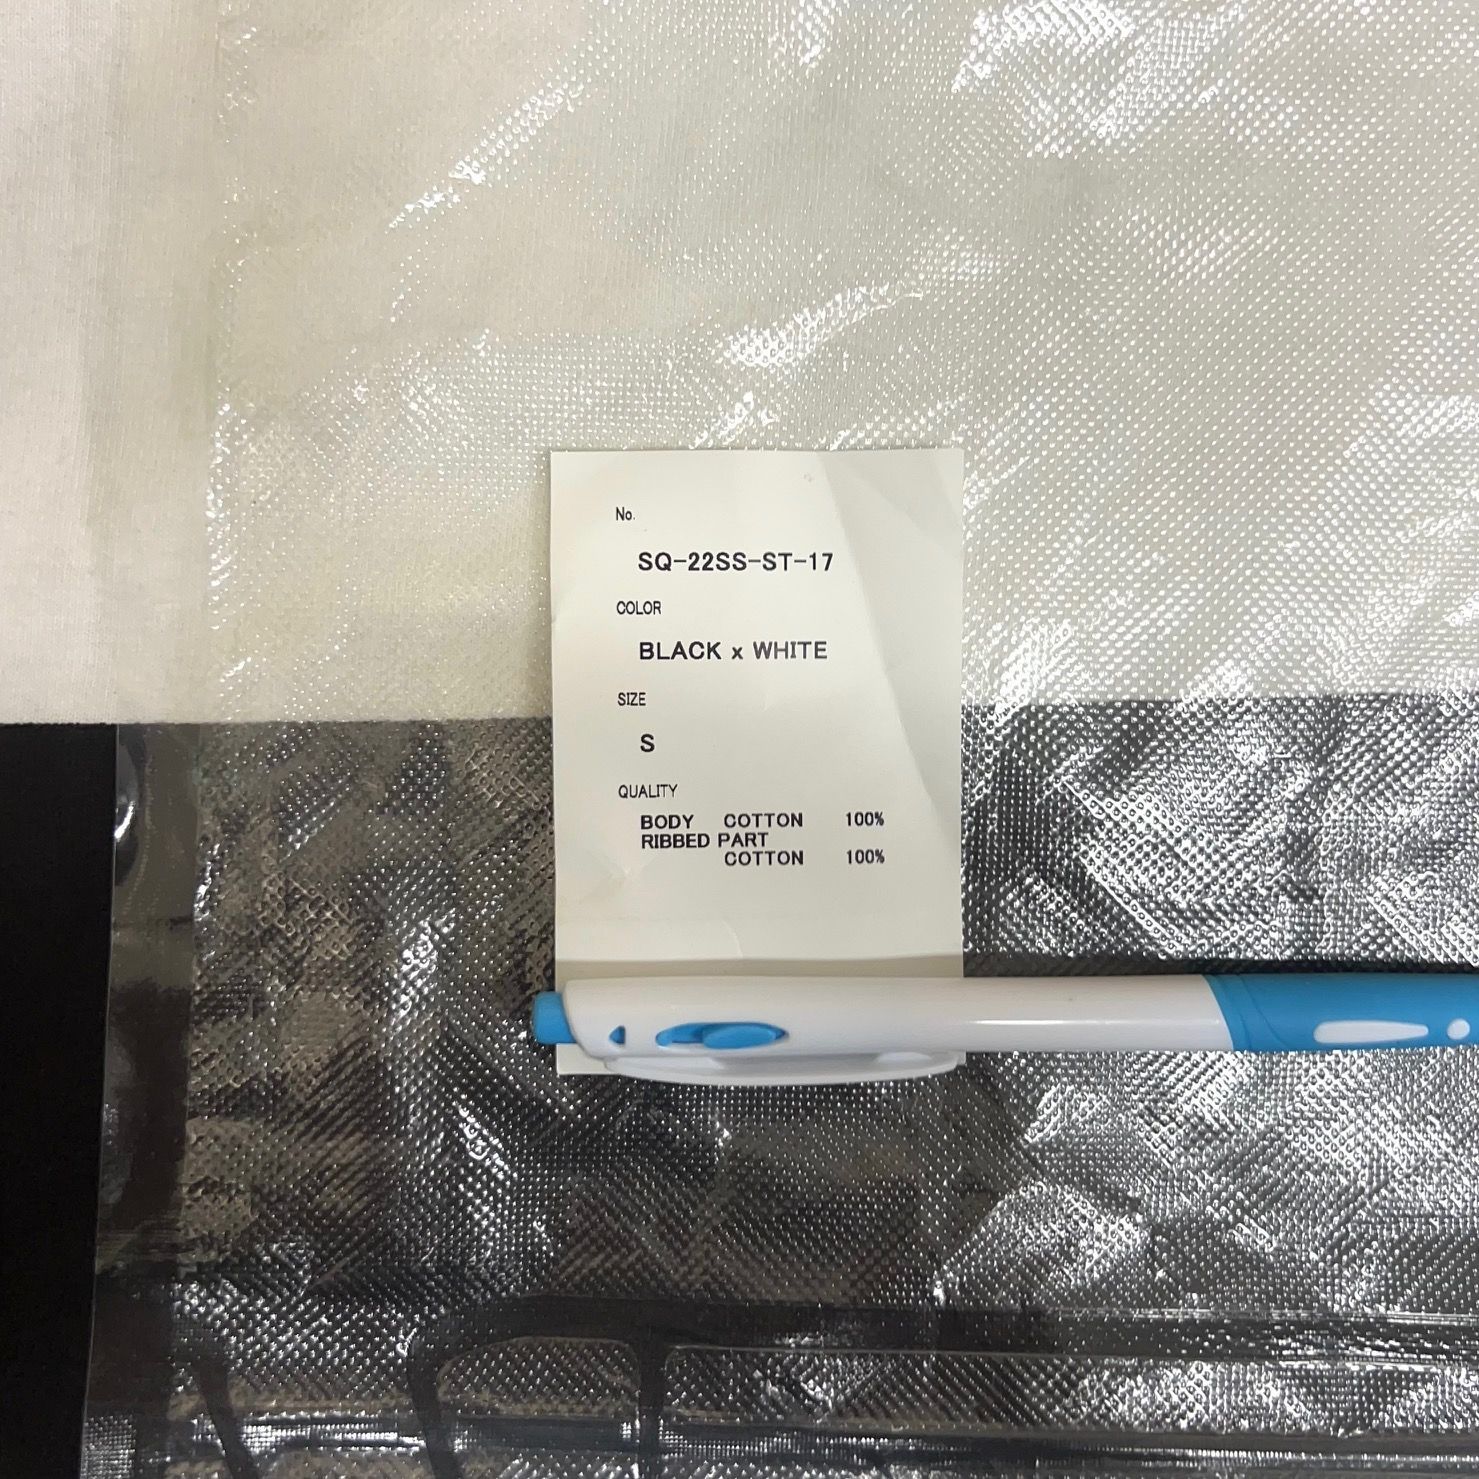 No.
SQ-22SS-ST-17
COLOR
BLACK x WHITE
SIZE
S
QUALITY
BODY COTTON 100%
RIBBED PART
COTTON 100%